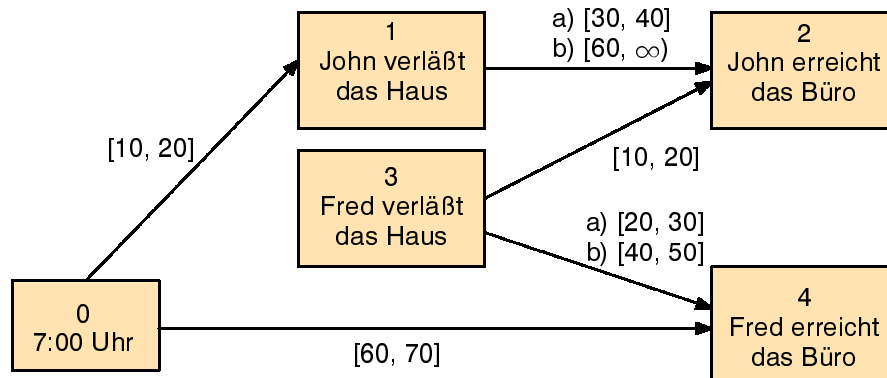 1
John verläßt
das Haus
a) [30, 40]
b) [60, ∞)
2
John erreicht
das Büro
[10, 20]
3
Fred verläßt
das Haus
[10, 20]
a) [20, 30]
b) [40, 50]
0
7:00 Uhr
[60, 70]
4
Fred erreicht
das Büro